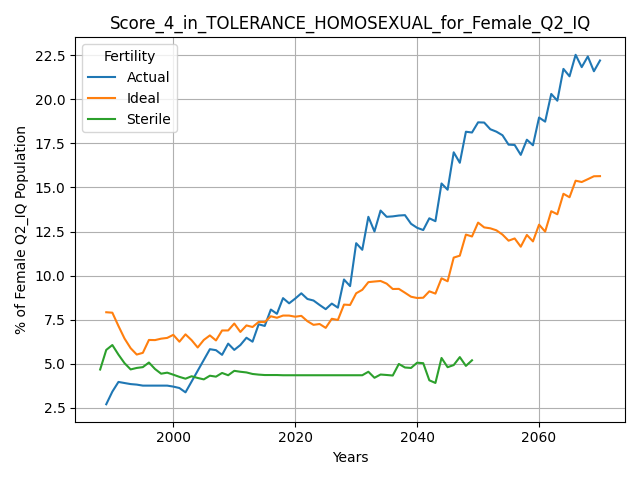 Score_4_in_TOLERANCE_HOMOSEXUAL_for_Female_Q2_IQ
Fertility
Actual
Ideal
Sterile
% of Female Q2_IQ Population
22.5
20.0
17.5
15.0
12.5
10.0
7.5
5.0
2.5
2000
2020
2040
2060
Years